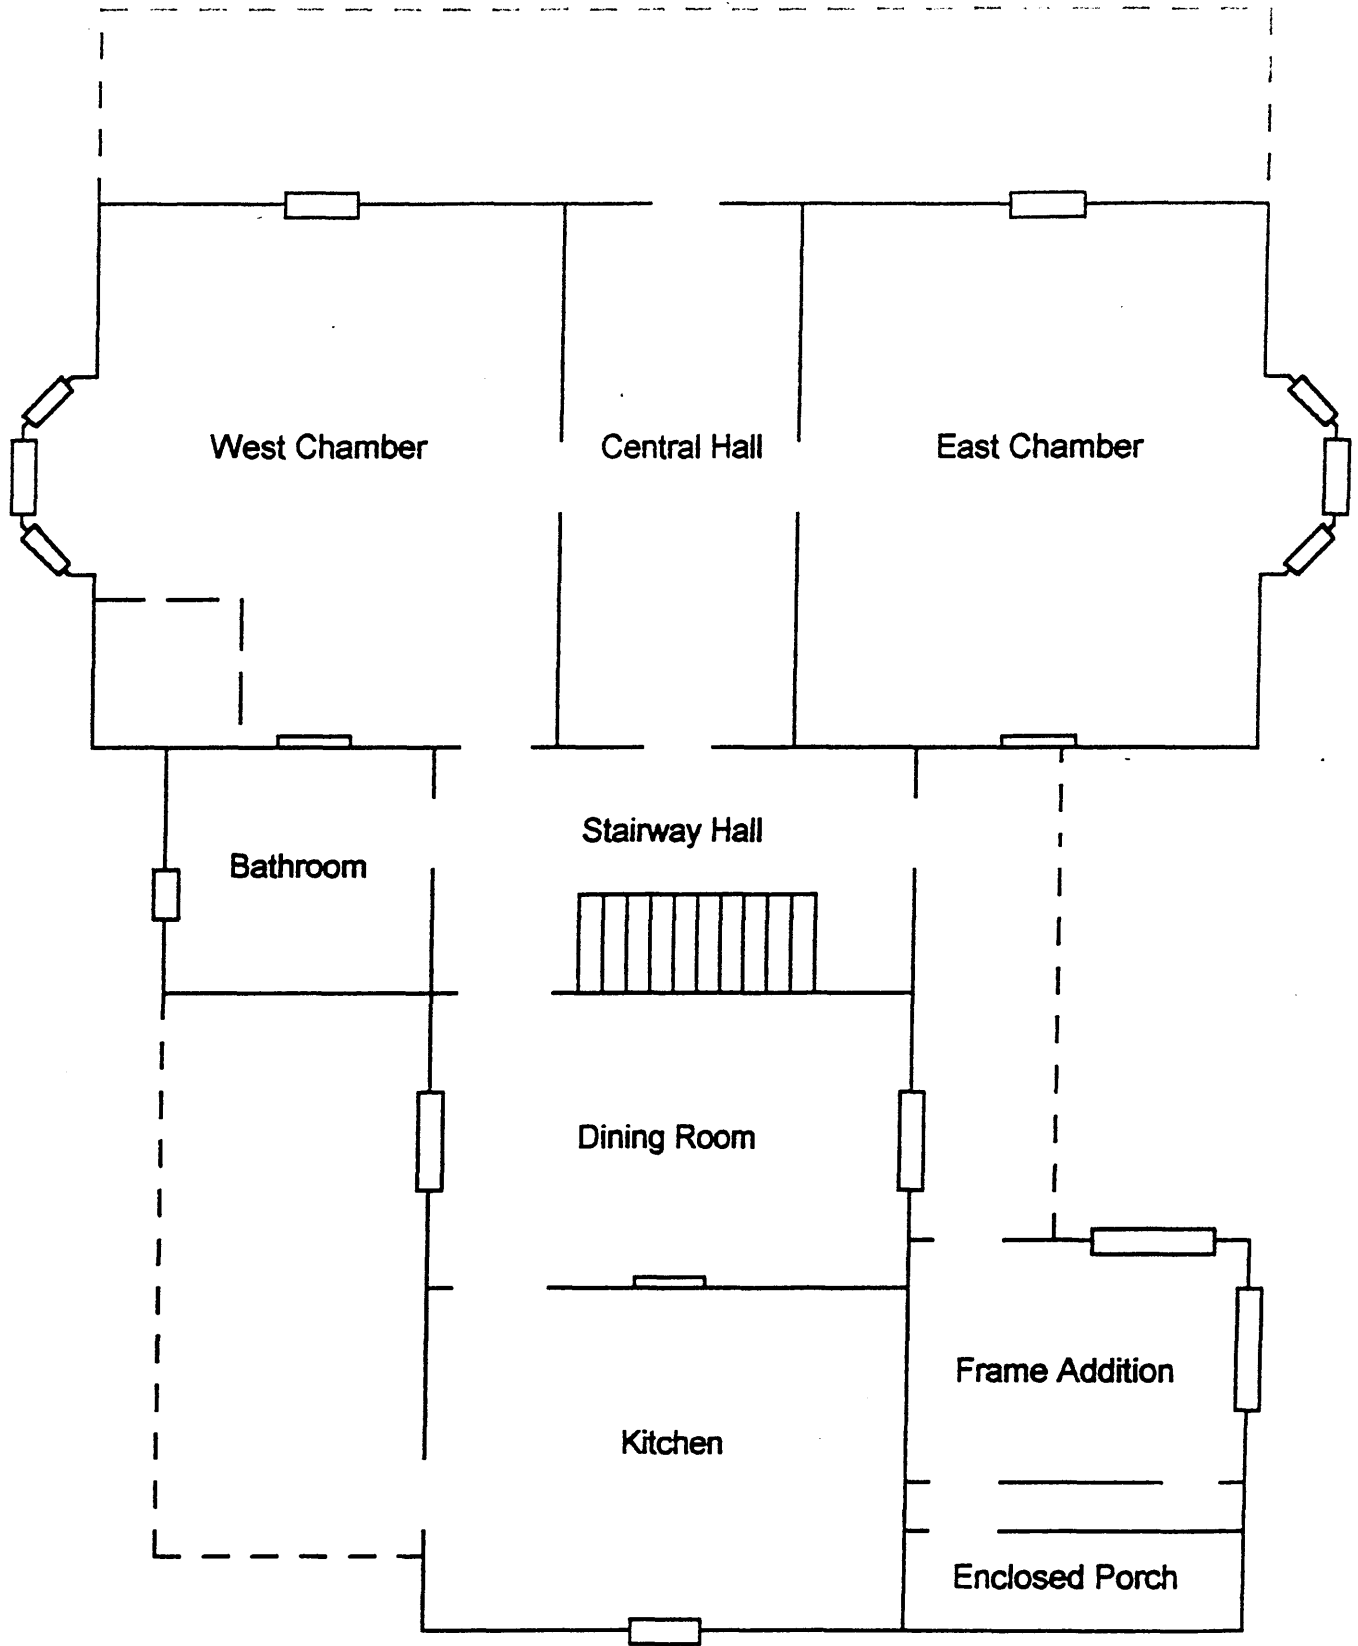 West Chamber
Central Hall
East Chamber
Stairway Hall
Bathroom
Dining Room
Frame Addition
Kitchen
Enclosed Porch